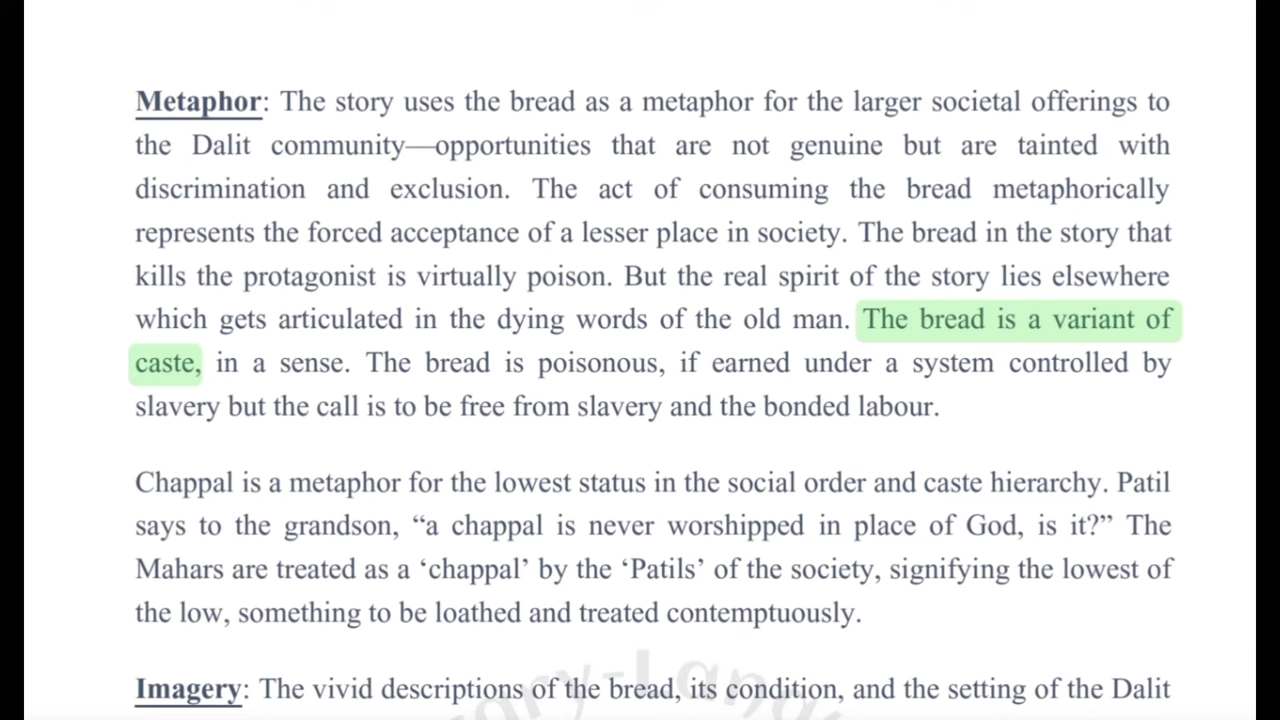 Metaphor: The story uses the bread as a metaphor for the larger societal offerings to
the Dalit community—opportunities that are not genuine but are tainted with
discrimination and exclusion. The act of consuming the bread metaphorically
represents the forced acceptance of a lesser place in society. The bread in the story that
kills the protagonist is virtually poison. But the real spirit of the story lies elsewhere
which gets articulated in the dying words of the old man. The bread is a variant of
caste, in a sense. The bread is poisonous, if earned under a system controlled by
slavery but the call is to be free from slavery and the bonded labour.
Chappal is a metaphor for the lowest status in the social order and caste hierarchy. Patil
says to the grandson, “a chappal is never worshipped in place of God, is it?” The
Mahars are treated as a ‘chappal’ by the ‘Patils’ of the society, signifying the lowest of
the low, something to be loathed and treated contemptuously.
Imagery: The vivid descriptions of the bread, its condition, and the setting of the Dalit